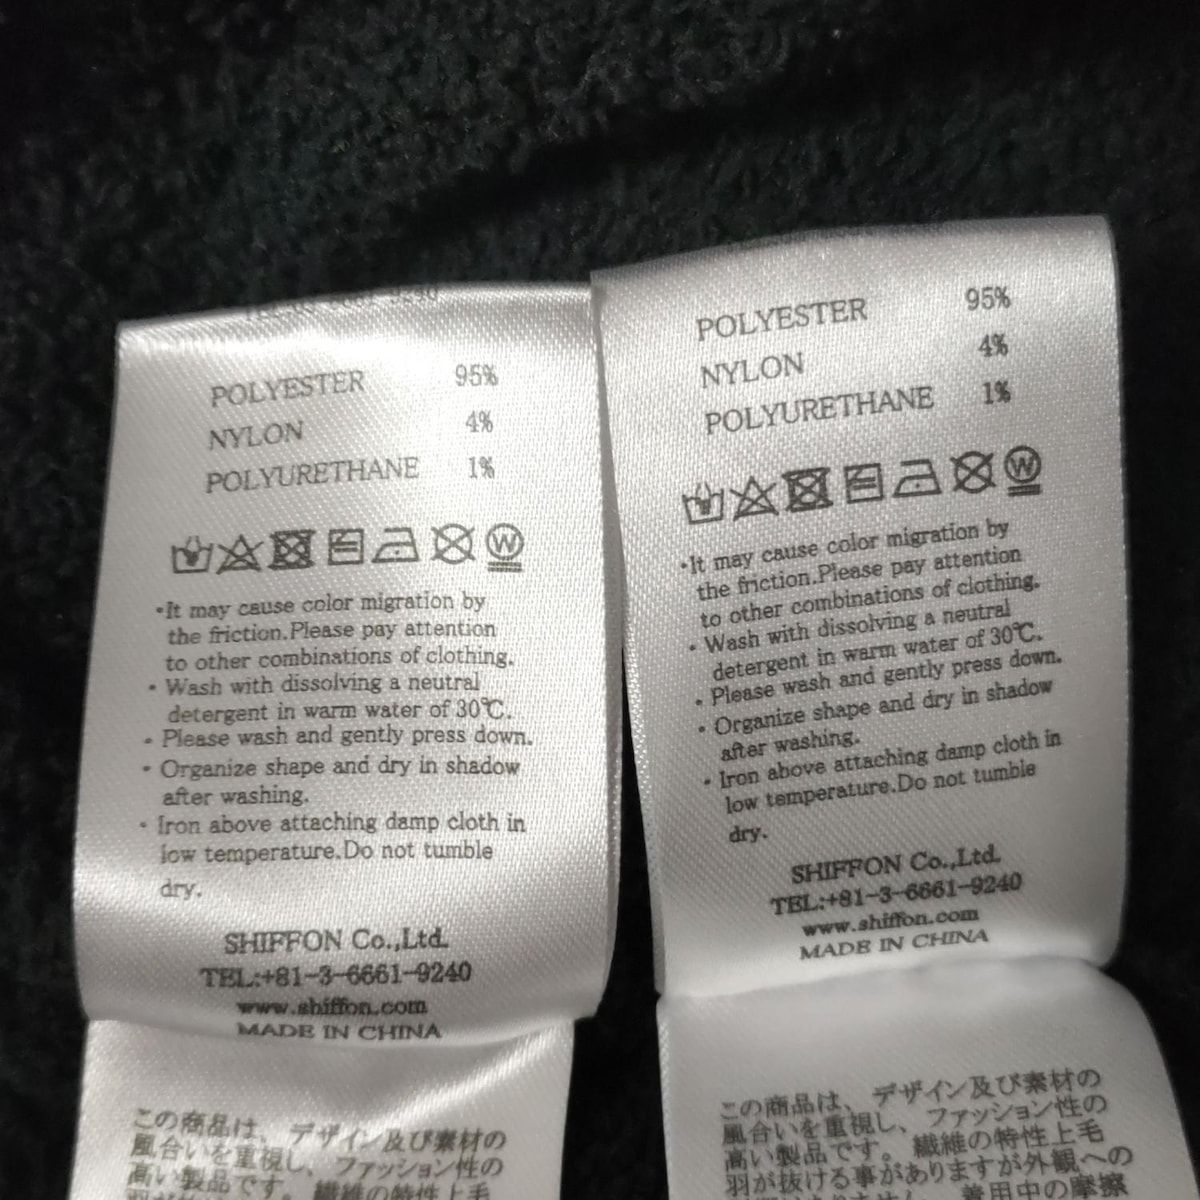 POLYESTER 95%
NYLON 4%
POLYURETHANE 1%
•It may cause color migration by
the friction.Please pay attention
to other combinations of clothing.
• Wash with dissolving a neutral
detergent in warm water of 30℃.
• Please wash and gently press down.
• Organize shape and dry in shadow
after washing.
• Iron above attaching damp cloth in
low temperature.Do not tumble
dry.
SHIFFON Co.,Ltd.
TEL:+81-3-6661-9240
www.shiffon.com
MADE IN CHINA
この商品は、デザイン及び素材の
風合いを重視し、ファッション性の
高い製品です。繊維の特性上毛
POLYESTER 95%
NYLON 4%
POLYURETHANE 1%
W
•It may cause color migration by
the friction.Please pay attention
to other combinations of clothing.
• Wash with dissolving a neutral
detergent in warm water of 30℃.
• Please wash and gently press down.
• Organize shape and dry in shadow
after washing.
• Iron above attaching damp cloth in
low temperature.Do not tumble
dry.
SHIFFON Co.,Ltd.
TEL:+81-3-6661-9240
www.shiffon.com
MADE IN CHINA
この商品は、デザイン及び素材の
風合いを重視し、ファッション性の
高い製品です。繊維の特性上毛
羽が抜ける事がありますが外観への
着用中の摩擦